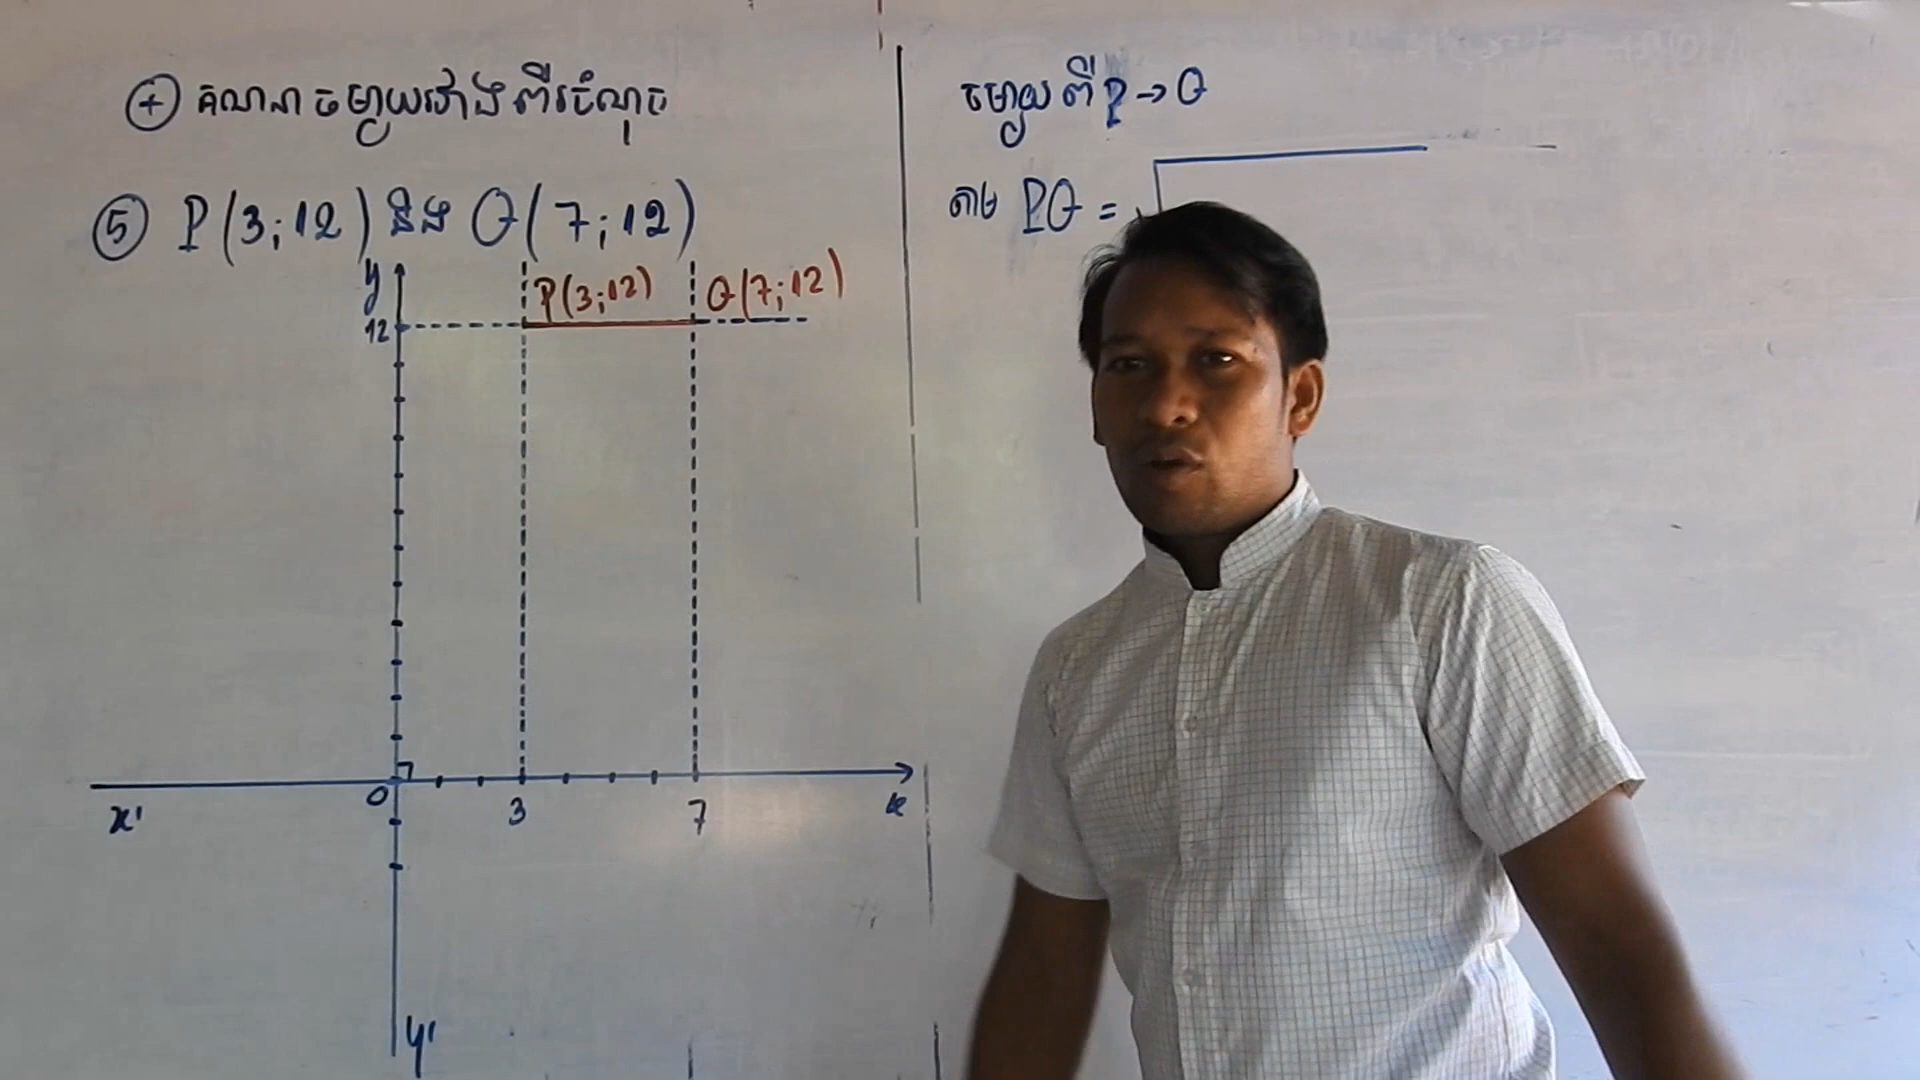 + គណនាចម្ងាយរវាងពីរចំណុច
5 P(3;12) និង Q(7;12)
y
P(3;12) Q(7;12)
12
0 3 7 x
x'
y'
ចម្ងាយពី P → Q
តាម PQ = √